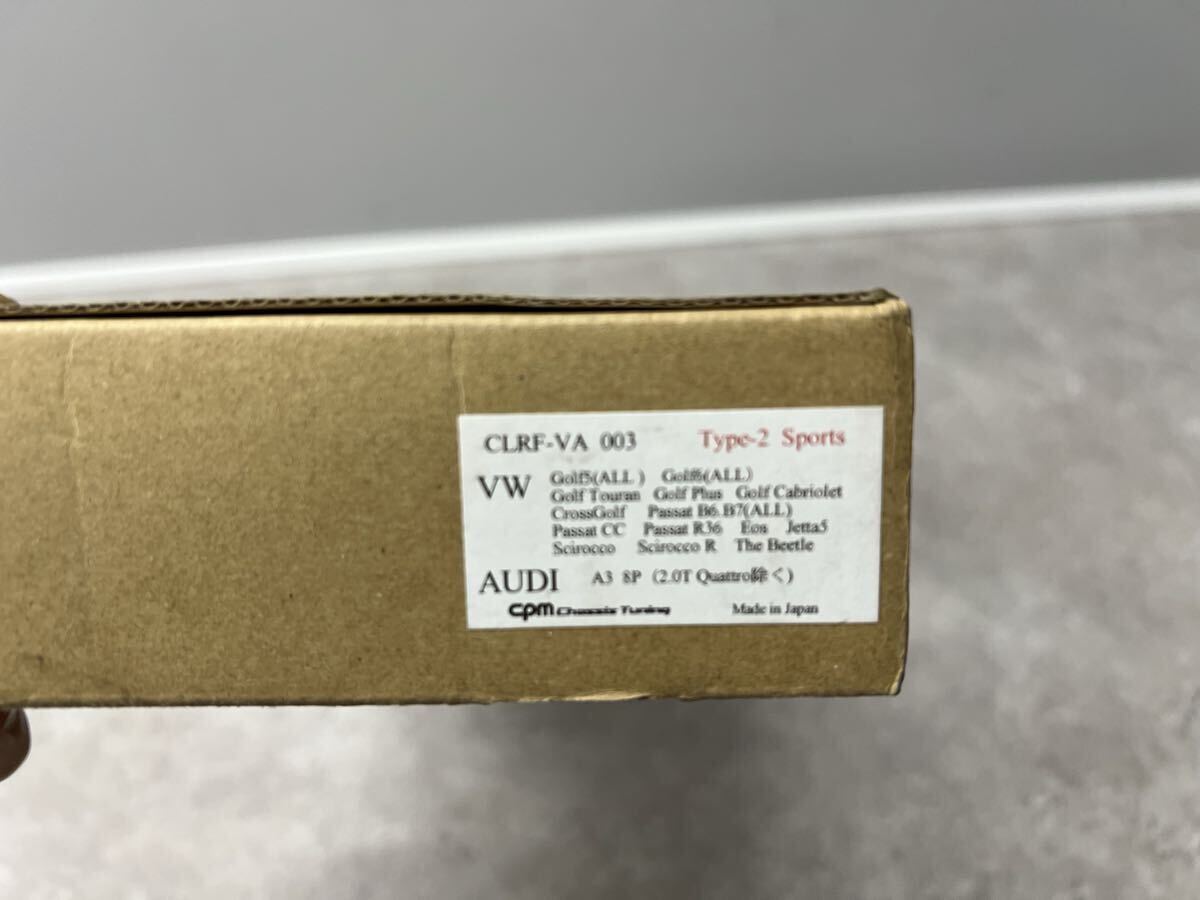 CLRF-VA 003 Type-2 Sports
VW Golf5(ALL ) Golf6(ALL)
Golf Touran Golf Plus Golf Cabriolet
CrossGolf Passat B6.B7(ALL)
Passat CC Passat R36 Eos Jetta5
Scirocco Scirocco R The Beetle
AUDI A3 8P (2.0T Quattro除く)
cpm Chassis Tuning Made in Japan